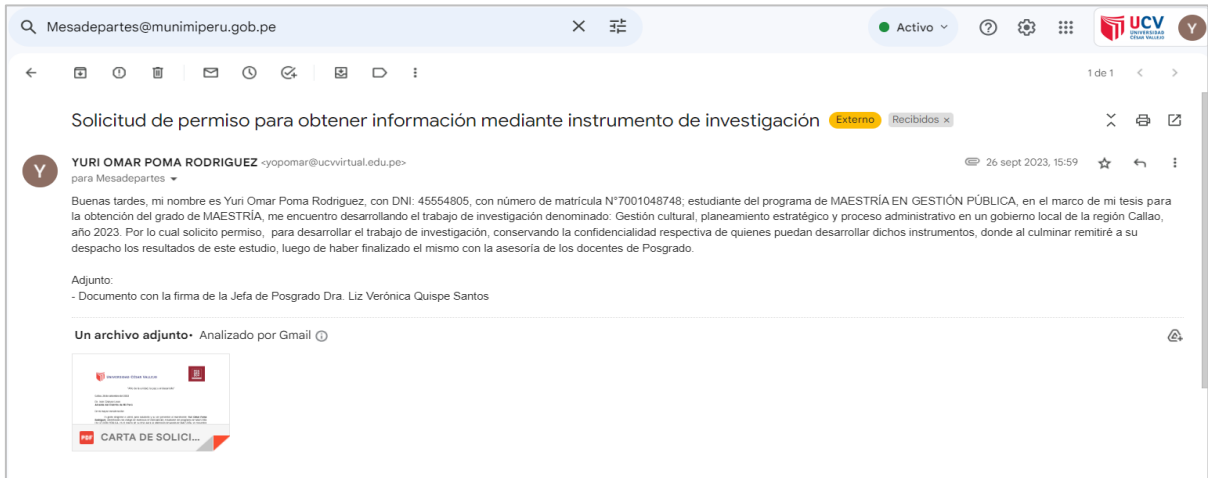 Mesadepartes@munimiperu.gob.pe
Activo
UCV
UNIVERSIDAD
CÉSAR VALLEJO
Y
1 de 1
Solicitud de permiso para obtener información mediante instrumento de investigación Externo Recibidos ×
Y
YURI OMAR POMA RODRIGUEZ <yopomar@ucvvirtual.edu.pe>
26 sept 2023, 15:59
para Mesadepartes
Buenas tardes, mi nombre es Yuri Omar Poma Rodriguez, con DNI: 45554805, con número de matrícula N°7001048748; estudiante del programa de MAESTRÍA EN GESTIÓN PÚBLICA, en el marco de mi tesis para
la obtención del grado de MAESTRÍA, me encuentro desarrollando el trabajo de investigación denominado: Gestión cultural, planeamiento estratégico y proceso administrativo en un gobierno local de la región Callao,
año 2023. Por lo cual solicito permiso, para desarrollar el trabajo de investigación, conservando la confidencialidad respectiva de quienes puedan desarrollar dichos instrumentos, donde al culminar remitiré a su
despacho los resultados de este estudio, luego de haber finalizado el mismo con la asesoría de los docentes de Posgrado.
Adjunto:
- Documento con la firma de la Jefa de Posgrado Dra. Liz Verónica Quispe Santos
Un archivo adjunto• Analizado por Gmail
UNIVERSIDAD CÉSAR VALLEJO
PDF CARTA DE SOLICI...